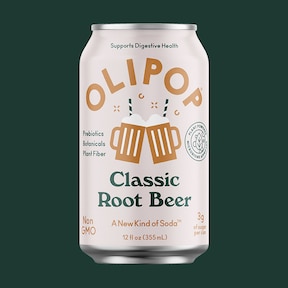 Supports Digestive Health
OLIPOP
Prebiotics
Botanicals
Plant Fiber
Classic
Root Beer
Non
GMO
A New Kind of Soda™
3g
12 fl oz (355mL)